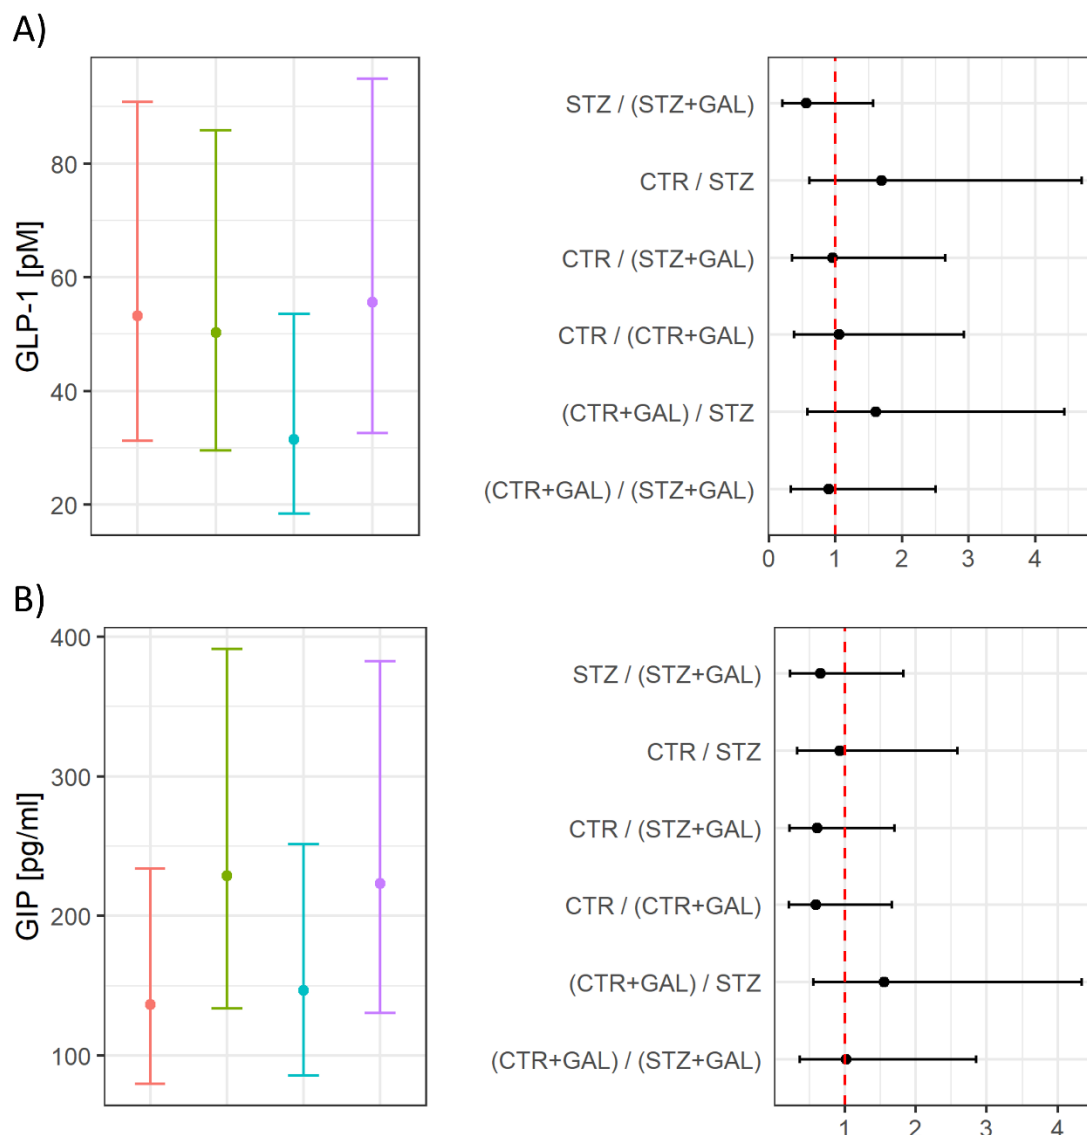 A)
GLP-1 [pM]
80
60
40
20
STZ / (STZ+GAL)
CTR / STZ
CTR / (STZ+GAL)
CTR / (CTR+GAL)
(CTR+GAL) / STZ
(CTR+GAL) / (STZ+GAL)
0 1 2 3 4
B)
GIP [pg/ml]
400
300
200
100
STZ / (STZ+GAL)
CTR / STZ
CTR / (STZ+GAL)
CTR / (CTR+GAL)
(CTR+GAL) / STZ
(CTR+GAL) / (STZ+GAL)
1 2 3 4